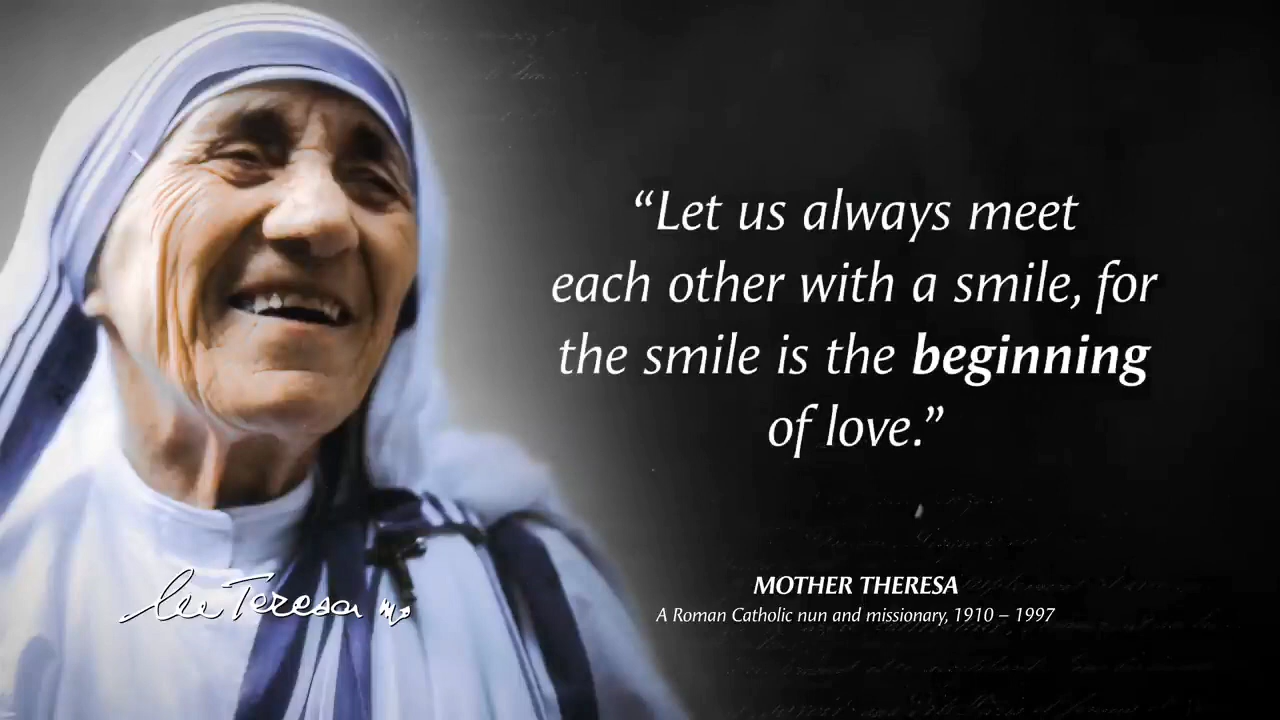 “Let us always meet
each other with a smile, for
the smile is the beginning
of love.”
MOTHER THERESA
A Roman Catholic nun and missionary, 1910 – 1997
Teresa